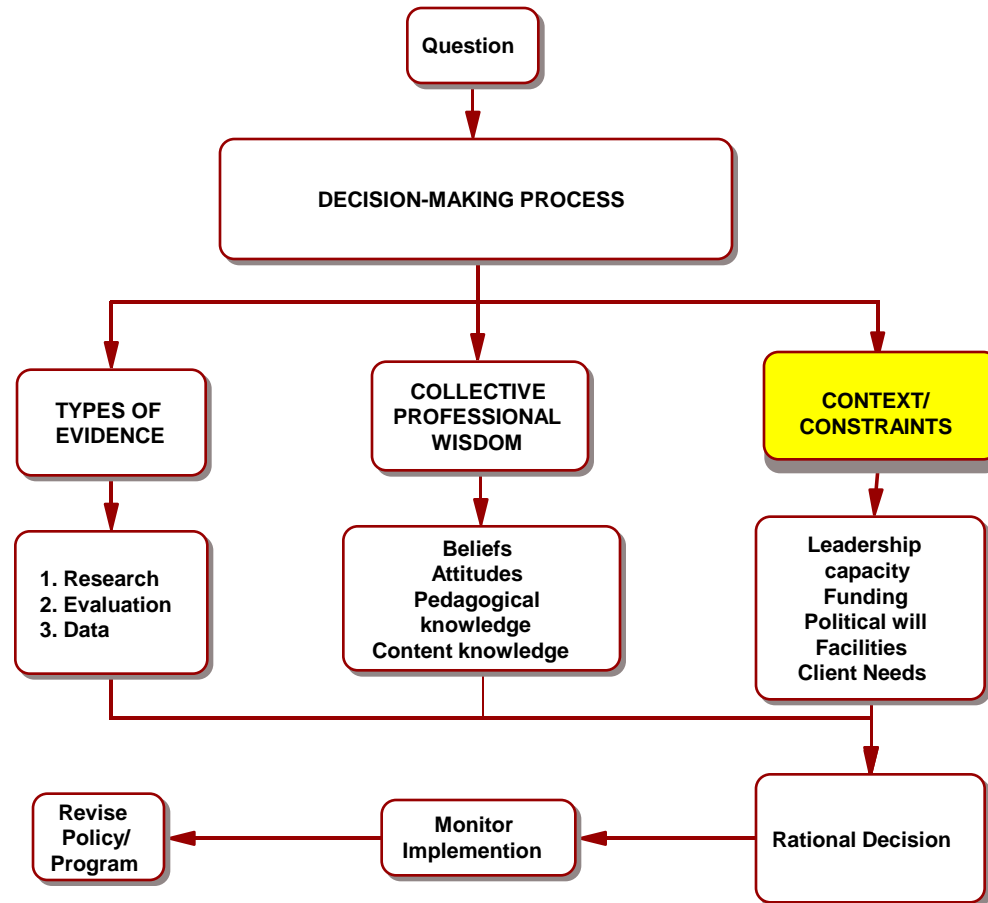 Question
DECISION-MAKING PROCESS
TYPES OF
EVIDENCE
COLLECTIVE
PROFESSIONAL
WISDOM
CONTEXT/
CONSTRAINTS
1. Research
2. Evaluation
3. Data
Beliefs
Attitudes
Pedagogical
knowledge
Content knowledge
Leadership
capacity
Funding
Political will
Facilities
Client Needs
Rational Decision
Monitor
Implemention
Revise
Policy/
Program